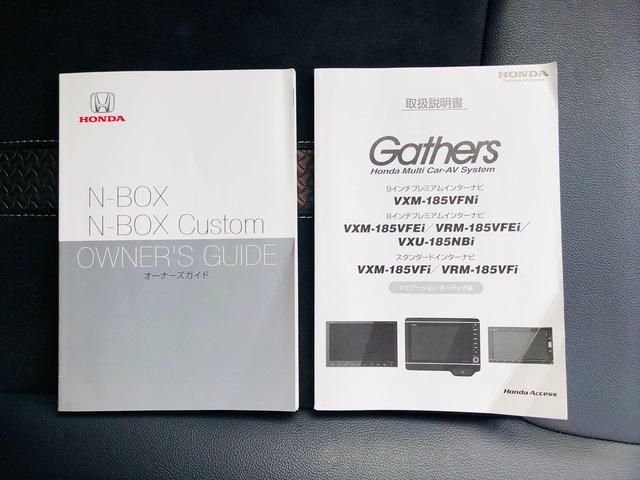 HONDA
N-BOX
N-BOX Custom
OWNER'S GUIDE
オーナーズガイド
HONDA
The Power of Dreams
取扱説明書
Gathers
Honda Multi Car-AV System
9インチプレミアムインターナビ
VXM-185VFNi
8インチプレミアムインターナビ
VXM-185VFEi/VRM-185VFEi/
VXU-185NBi
スタンダードインターナビ
VXM-185VFi/VRM-185VFi
ナビゲーション・オーディオ編
Honda Access